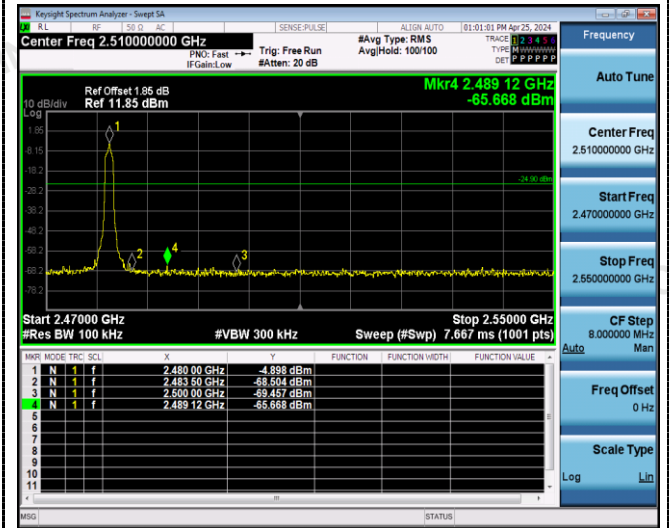 Keysight Spectrum Analyzer - Swept SA
RL RF 50 Ω AC SENSE:PULSE ALIGN AUTO 01:01:01 PM Apr 25, 2024
Center Freq 2.510000000 GHz
PNO: Fast
IFGain:Low
Trig: Free Run
#Atten: 20 dB
#Avg Type: RMS
Avg|Hold: 100/100
TRACE 1 2 3 4 5 6
TYPE M WWWWW
DET P P P P P P
Mkr4 2.489 12 GHz
-65.668 dBm
Ref Offset 1.85 dB
Ref 11.85 dBm
10 dB/div
Log
1.85
-8.15
-18.2
-28.2
-38.2
-48.2
-58.2
-68.2
-78.2
1
2
4
3
-24.90 dBm
Start 2.47000 GHz
Stop 2.55000 GHz
#Res BW 100 kHz
#VBW 300 kHz
Sweep (#Swp) 7.667 ms (1001 pts)
MKR MODE TRC SCL X Y FUNCTION FUNCTION WIDTH FUNCTION VALUE
1 N 1 f 2.480 00 GHz -4.898 dBm
2 N 1 f 2.483 50 GHz -68.504 dBm
3 N 1 f 2.500 00 GHz -69.457 dBm
4 N 1 f 2.489 12 GHz -65.668 dBm
5
6
7
8
9
10
11
MSG STATUS
Frequency
Auto Tune
Center Freq
2.510000000 GHz
Start Freq
2.470000000 GHz
Stop Freq
2.550000000 GHz
CF Step
8.000000 MHz
Auto Man
Freq Offset
0 Hz
Scale Type
Log Lin